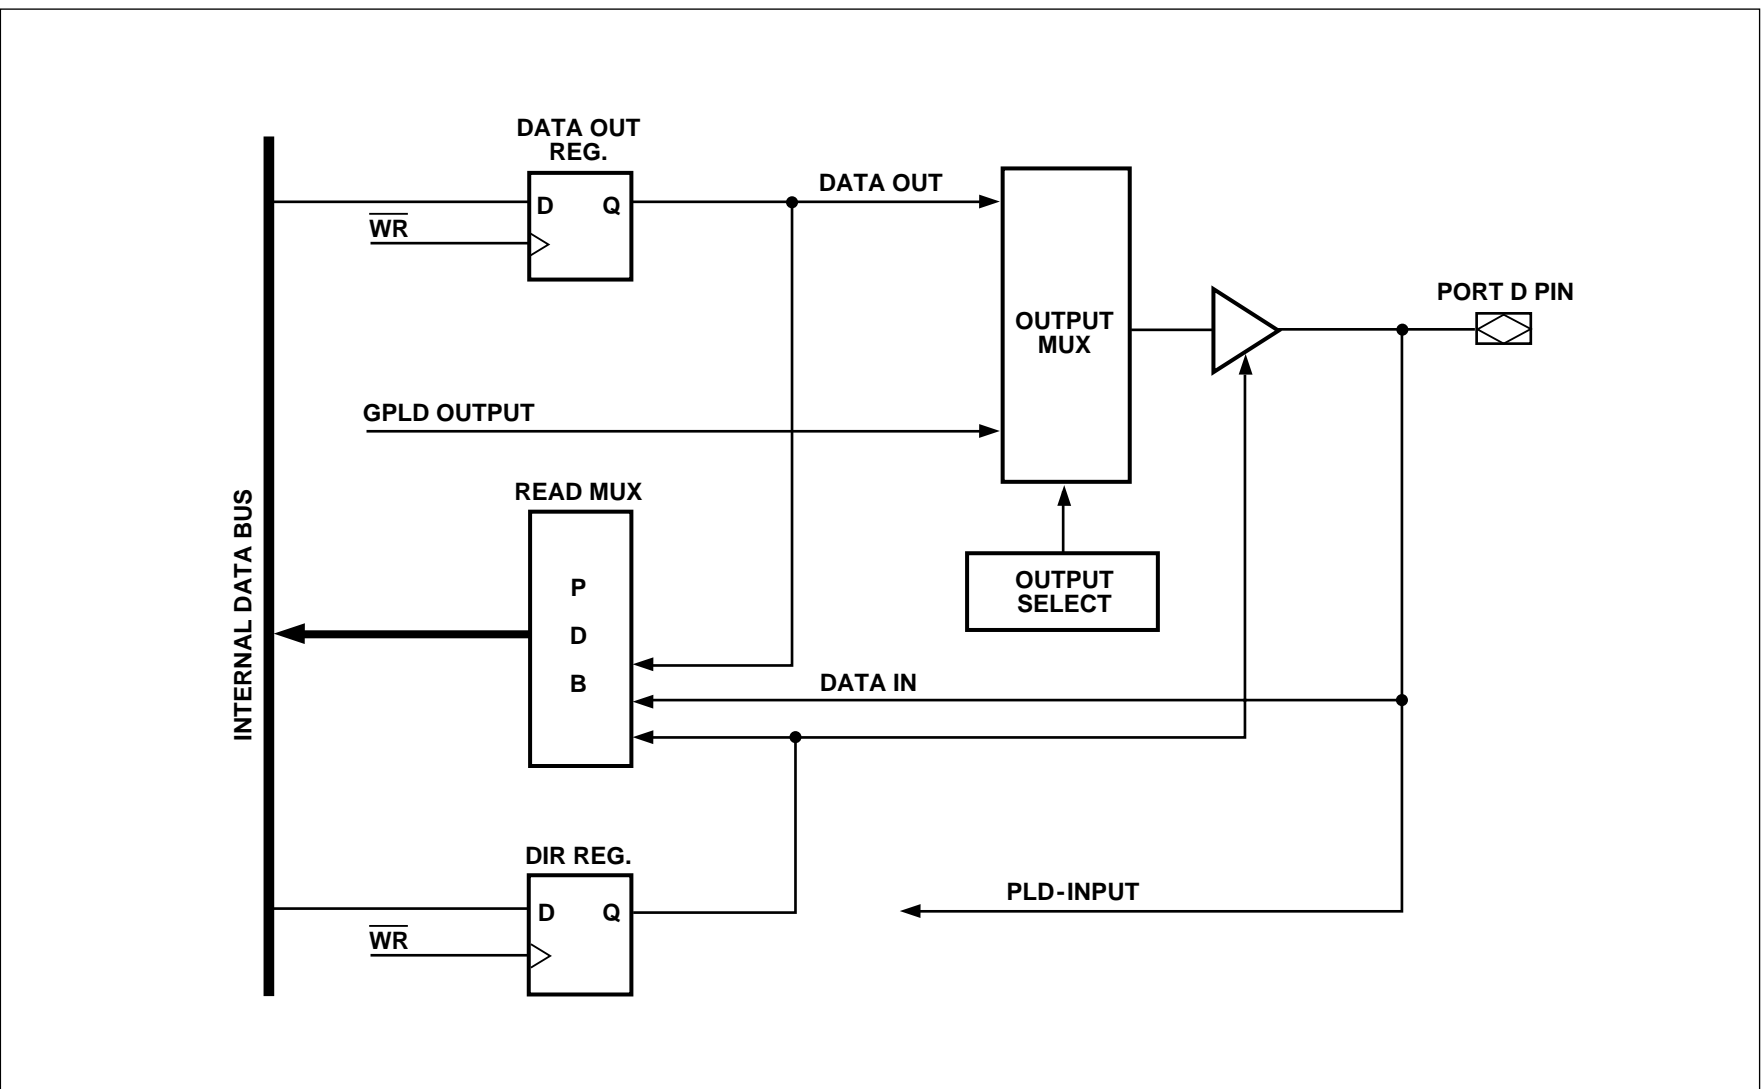 DATA OUT
REG.
DATA OUT
D
Q
WR
PORT D PIN
OUTPUT
MUX
GPLD OUTPUT
READ MUX
P
D
B
INTERNAL DATA BUS
OUTPUT
SELECT
DATA IN
DIR REG.
PLD-INPUT
D
Q
WR